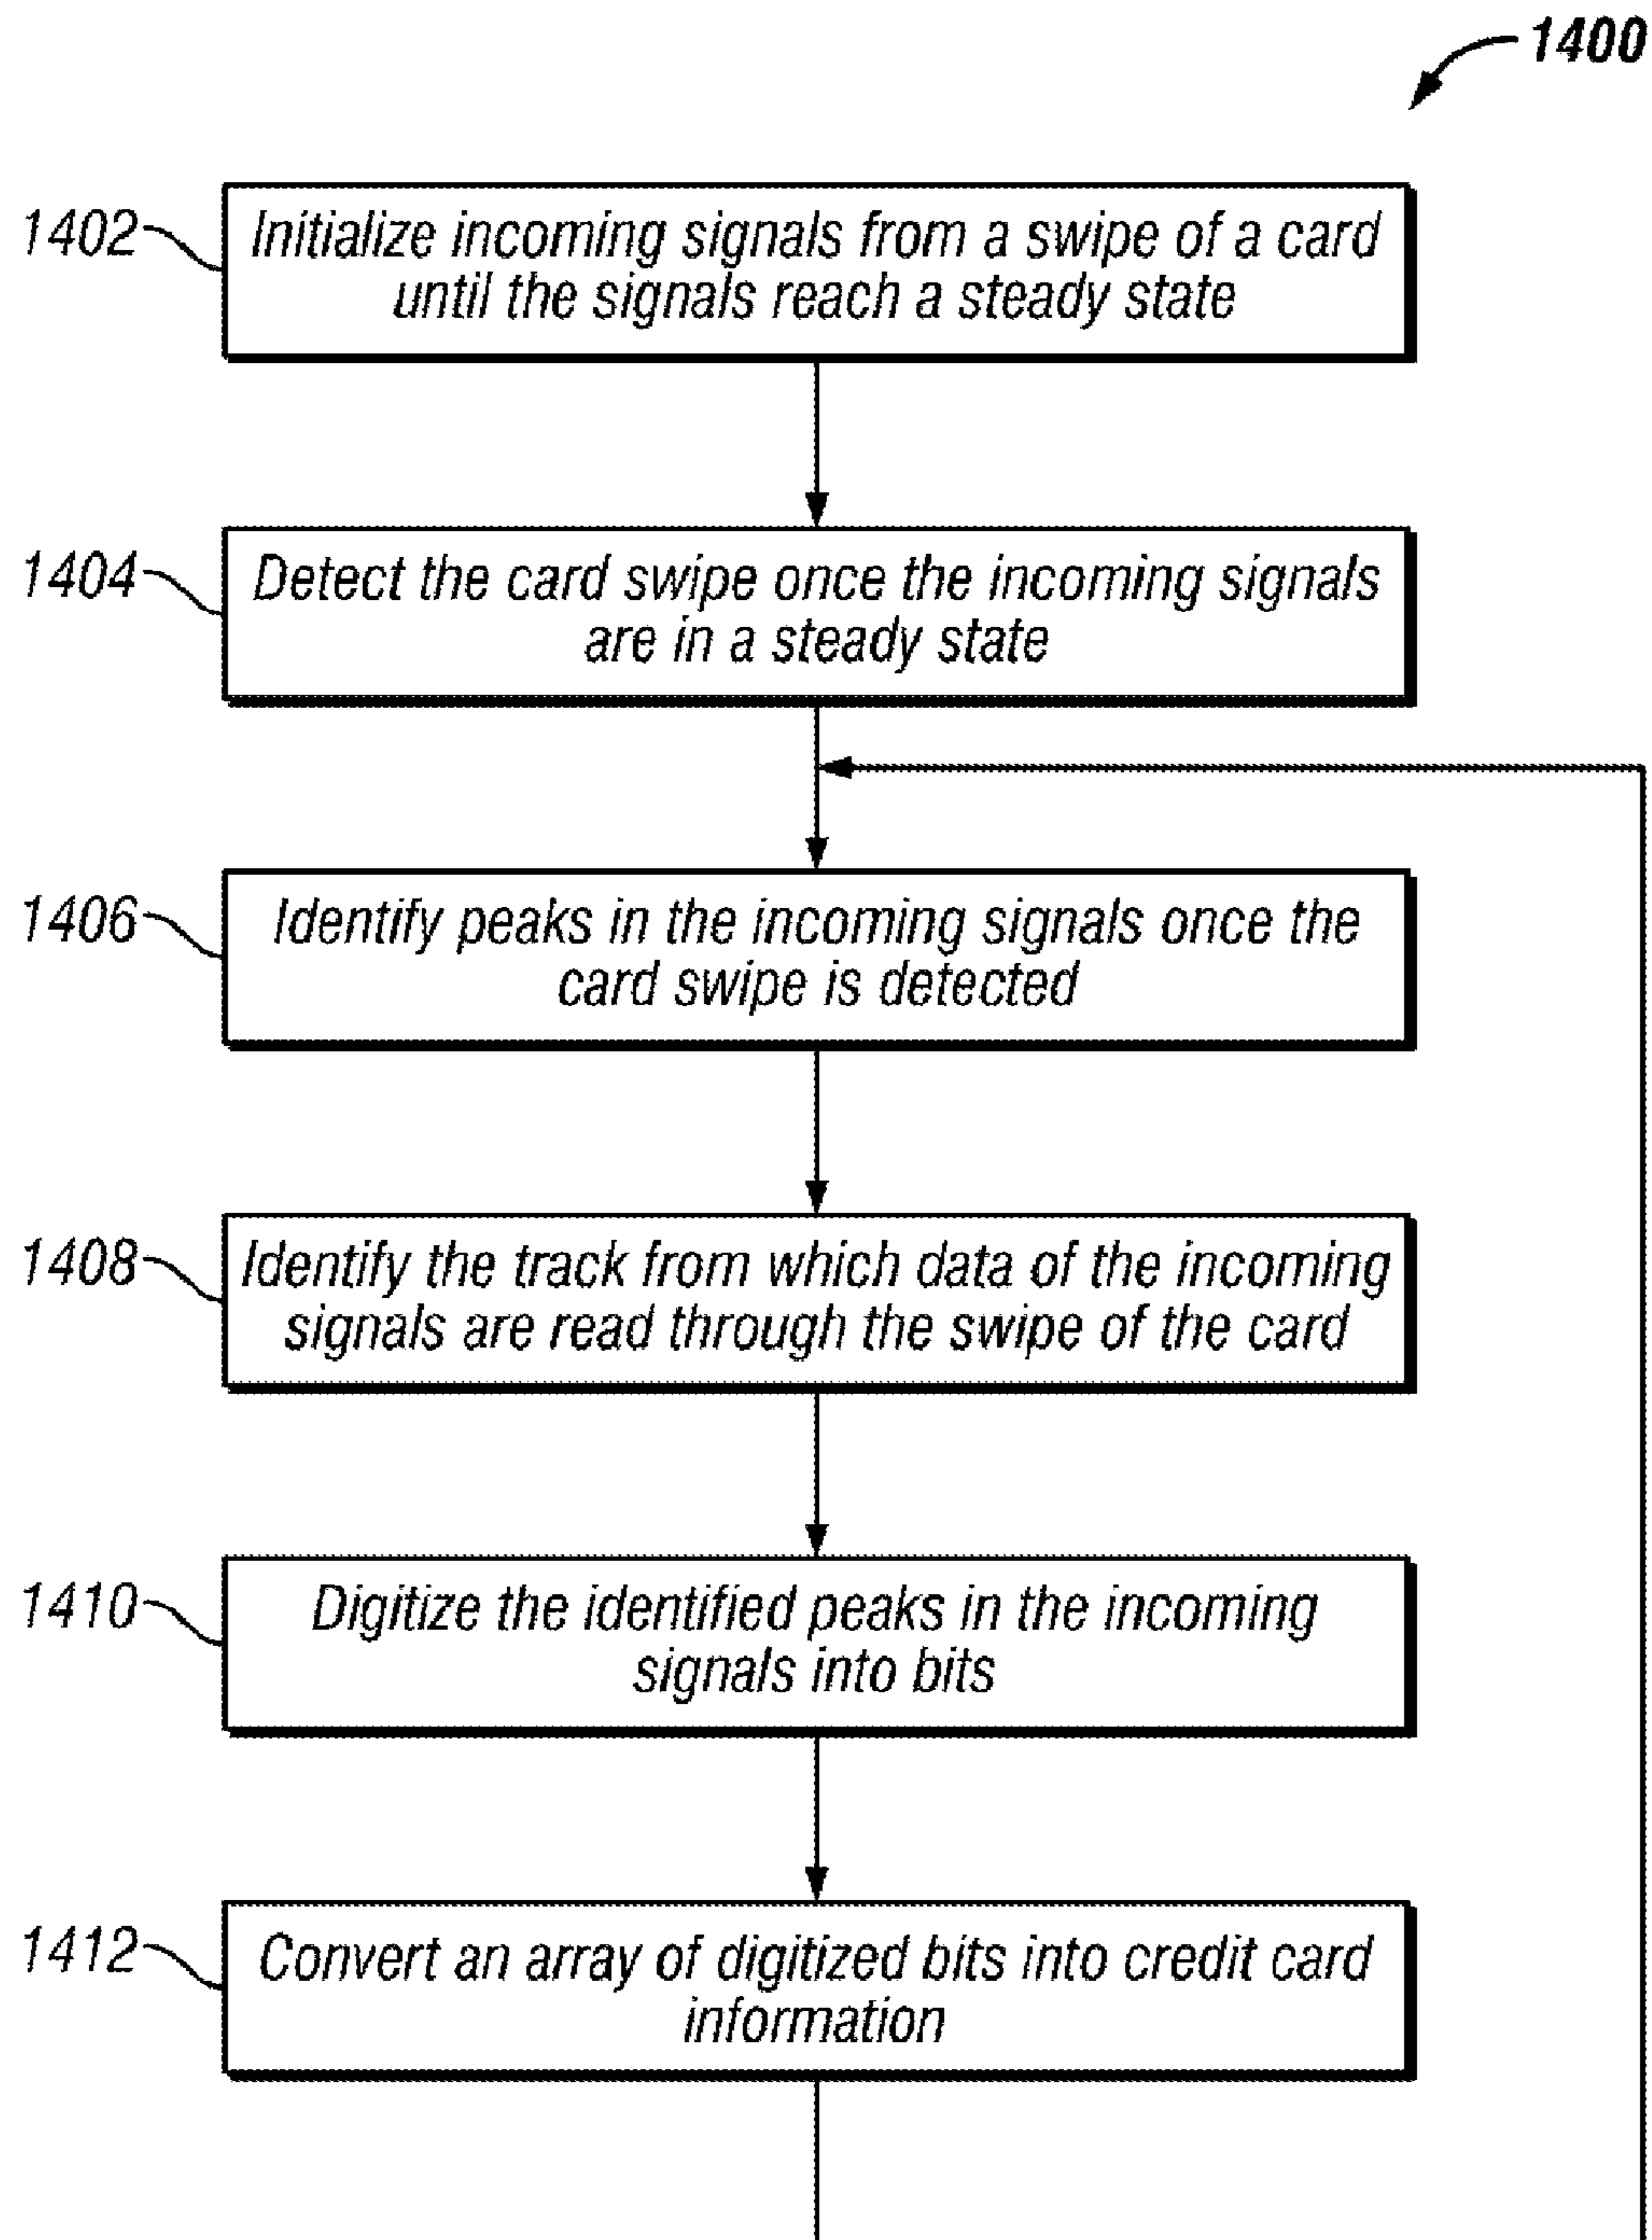 1400
1402
Initialize incoming signals from a swipe of a card
until the signals reach a steady state
1404
Detect the card swipe once the incoming signals
are in a steady state
1406
Identify peaks in the incoming signals once the
card swipe is detected
1408
Identify the track from which data of the incoming
signals are read through the swipe of the card
1410
Digitize the identified peaks in the incoming
signals into bits
1412
Convert an array of digitized bits into credit card
information